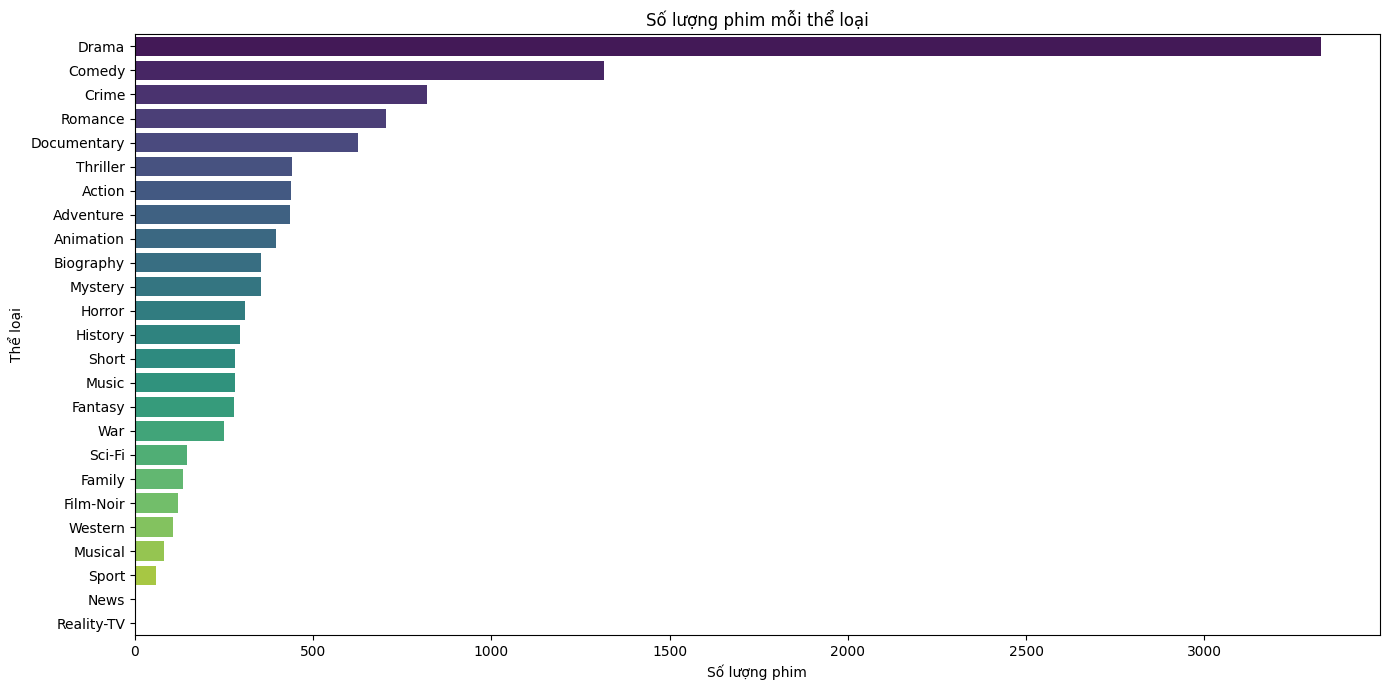 Số lượng phim mỗi thể loại
Thể loại
Drama
Comedy
Crime
Romance
Documentary
Thriller
Action
Adventure
Animation
Biography
Mystery
Horror
History
Short
Music
Fantasy
War
Sci-Fi
Family
Film-Noir
Western
Musical
Sport
News
Reality-TV
0 500 1000 1500 2000 2500 3000
Số lượng phim